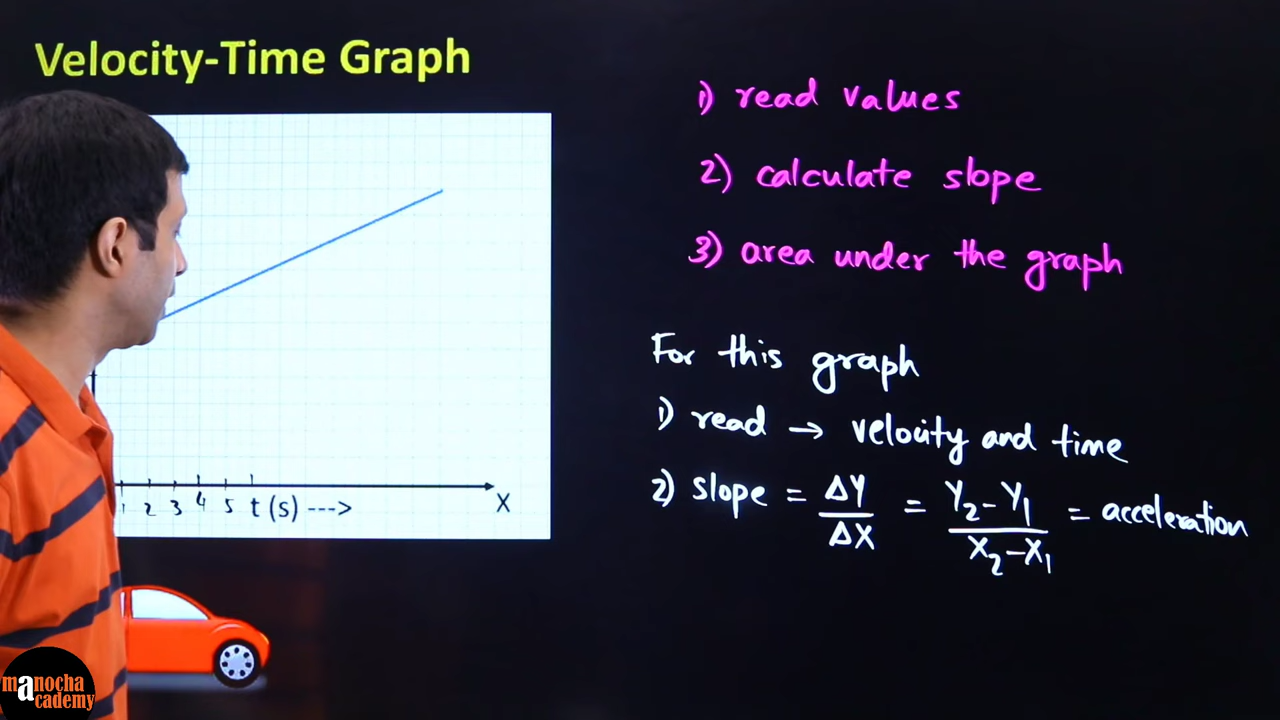 Velocity-Time Graph
1) read values
2) calculate slope
3) area under the graph
For this graph
1) read → velocity and time
2) slope = ΔY/ΔX = Y₂-Y₁/X₂-X₁ = acceleration
1 2 3 4 5 t (s) --->
X
manocha
academy